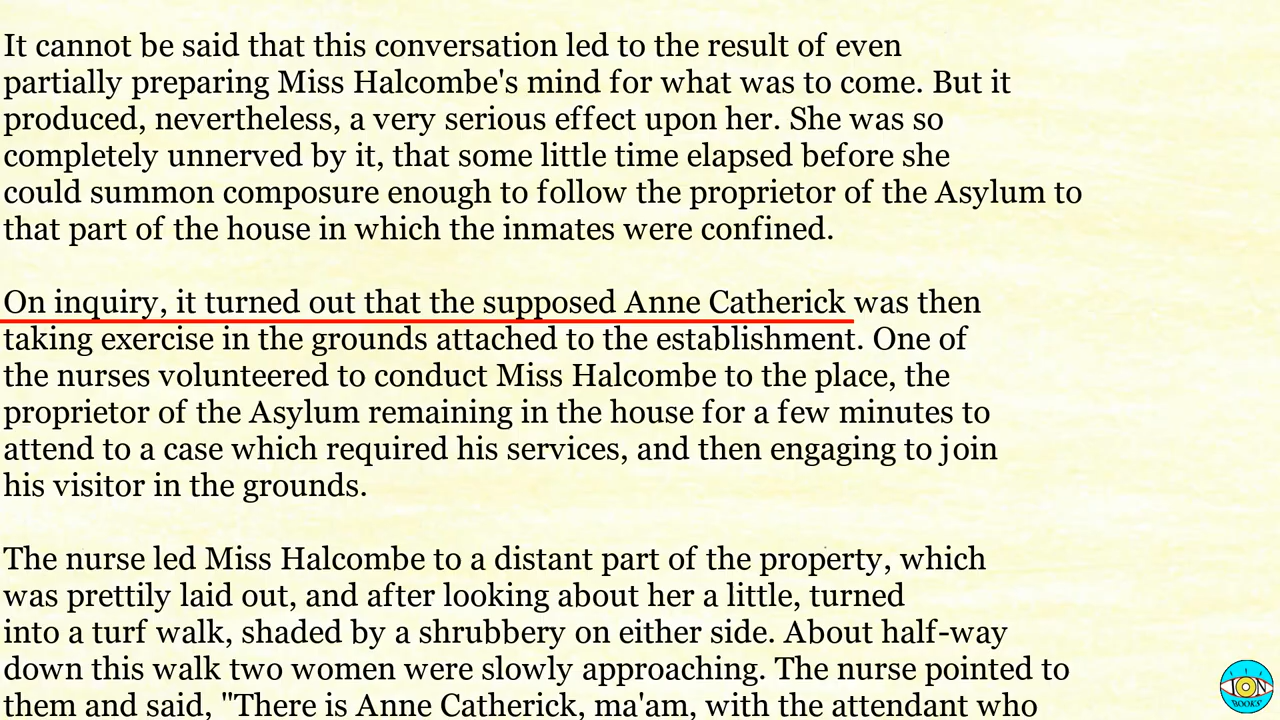 It cannot be said that this conversation led to the result of even
partially preparing Miss Halcombe's mind for what was to come. But it
produced, nevertheless, a very serious effect upon her. She was so
completely unnerved by it, that some little time elapsed before she
could summon composure enough to follow the proprietor of the Asylum to
that part of the house in which the inmates were confined.
On inquiry, it turned out that the supposed Anne Catherick was then
taking exercise in the grounds attached to the establishment. One of
the nurses volunteered to conduct Miss Halcombe to the place, the
proprietor of the Asylum remaining in the house for a few minutes to
attend to a case which required his services, and then engaging to join
his visitor in the grounds.
The nurse led Miss Halcombe to a distant part of the property, which
was prettily laid out, and after looking about her a little, turned
into a turf walk, shaded by a shrubbery on either side. About half-way
down this walk two women were slowly approaching. The nurse pointed to
them and said, "There is Anne Catherick, ma'am, with the attendant who
ION
BOOKS